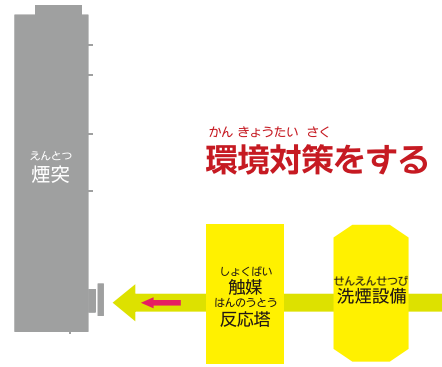 えんとつ
煙突
かん きょうたい さく
環境対策をする
しょくばい
触媒
はんのうとう
反応塔
せんえんせつび
洗煙設備